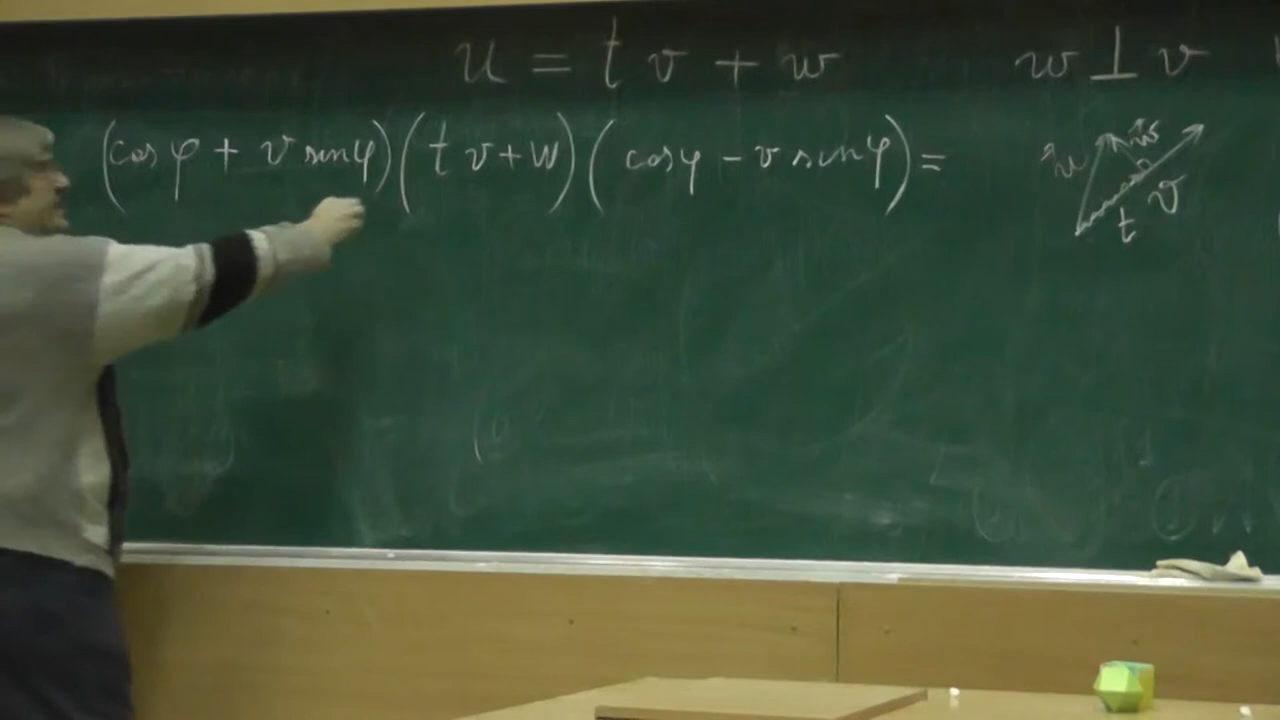 u = t v + w    w ⊥ v
(cos φ + v sin φ)(t v + w)(cos φ − v sin φ) =
u w
t v